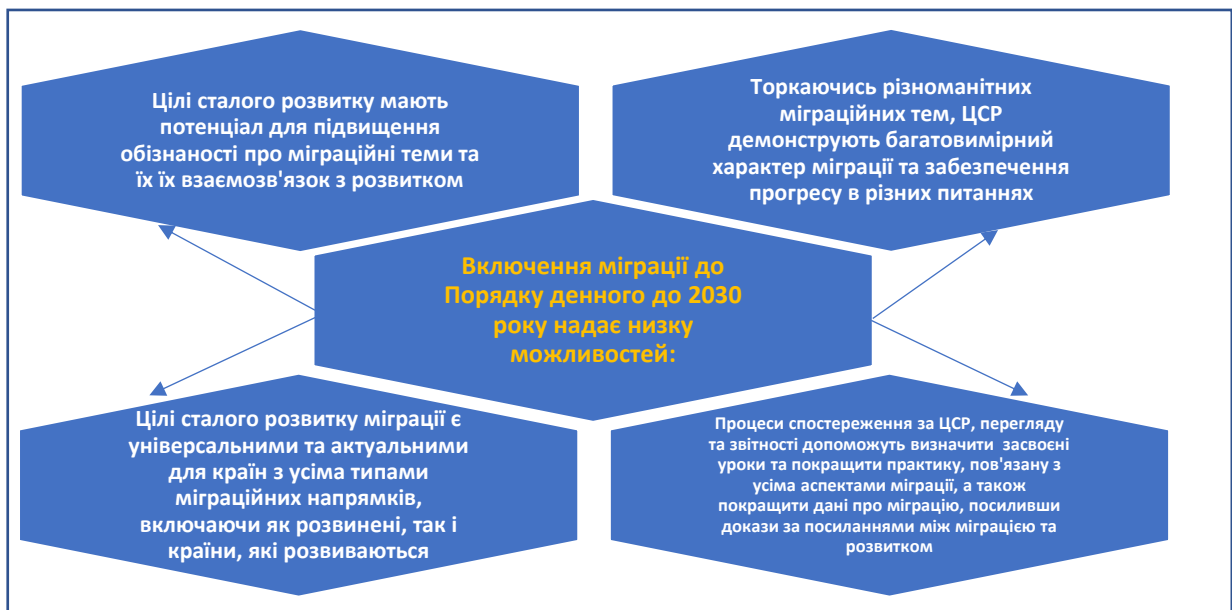 Цілі сталого розвитку мають
потенціал для підвищення
обізнаності про міграційні теми та
їх їх взаємозв'язок з розвитком
Торкаючись різноманітних
міграційних тем, ЦСР
демонструють багатовимірний
характер міграції та забезпечення
прогресу в різних питаннях
Включення міграції до
Порядку денного до 2030
року надає низку
можливостей:
Цілі сталого розвитку міграції є
універсальними та актуальними
для країн з усіма типами
міграційних напрямків,
включаючи як розвинені, так і
країни, які розвиваються
Процеси спостереження за ЦСР, перегляду
та звітності допоможуть визначити засвоєні
уроки та покращити практику, пов'язану з
усіма аспектами міграції, а також
покращити дані про міграцію, посиливши
докази за посиланнями між міграцією та
розвитком